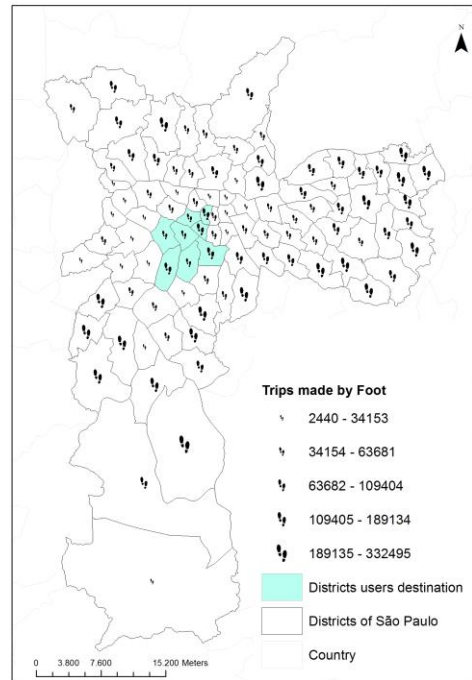 N
Trips made by Foot
2440 - 34153
34154 - 63681
63682 - 109404
109405 - 189134
189135 - 332495
Districts users destination
Districts of São Paulo
Country
0 3.800 7.600 15.200 Meters